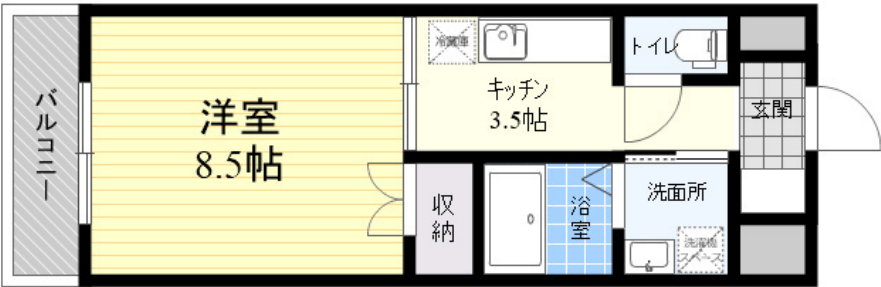 バルコニー
洋室
8.5帖
冷蔵庫
キッチン
3.5帖
トイレ
玄関
収納
浴室
洗面所
洗濯機
スペース